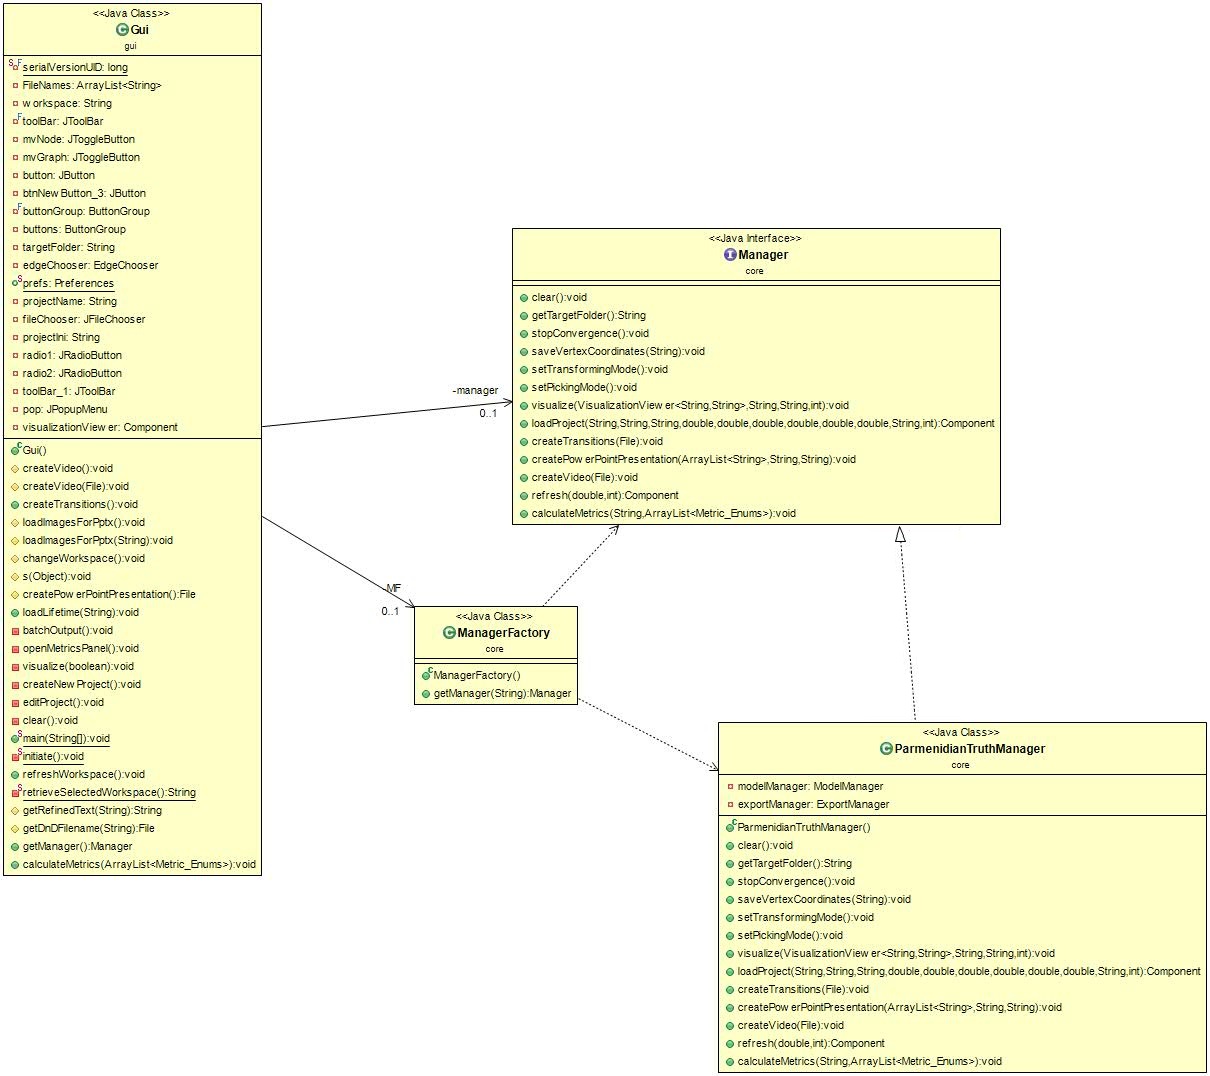 <<Java Class>>
Gui
gui
serialVersionUID: long
FileNames: ArrayList<String>
workspace: String
toolBar: JToolBar
mvNode: JToggleButton
mvGraph: JToggleButton
button: JButton
btnNewButton_3: JButton
buttonGroup: ButtonGroup
buttons: ButtonGroup
targetFolder: String
edgeChooser: EdgeChooser
prefs: Preferences
projectName: String
fileChooser: JFileChooser
projectIni: String
radio1: JRadioButton
radio2: JRadioButton
toolBar_1: JToolBar
pop: JPopupMenu
visualizationViewer: Component
Gui()
createVideo():void
createVideo(File):void
createTransitions():void
loadImagesForPptx():void
loadImagesForPptx(String):void
changeWorkspace():void
s(Object):void
createPowerPointPresentation():File
loadLifetime(String):void
batchOutput():void
openMetricsPanel():void
visualize(boolean):void
createNewProject():void
editProject():void
clear():void
main(String[]):void
initiate():void
refreshWorkspace():void
retrieveSelectedWorkspace():String
getRefinedText(String):String
getDnDFilename(String):File
getManager():Manager
calculateMetrics(ArrayList<Metric_Enums>):void
-manager
0..1
-MF
0..1
<<Java Interface>>
Manager
core
clear():void
getTargetFolder():String
stopConvergence():void
saveVertexCoordinates(String):void
setTransformingMode():void
setPickingMode():void
visualize(VisualizationViewer<String,String>,String,String,int):void
loadProject(String,String,String,double,double,double,double,double,double,String,int):Component
createTransitions(File):void
createPowerPointPresentation(ArrayList<String>,String,String):void
createVideo(File):void
refresh(double,int):Component
calculateMetrics(String,ArrayList<Metric_Enums>):void
<<Java Class>>
ManagerFactory
core
ManagerFactory()
getManager(String):Manager
<<Java Class>>
ParmenidianTruthManager
core
modelManager: ModelManager
exportManager: ExportManager
ParmenidianTruthManager()
clear():void
getTargetFolder():String
stopConvergence():void
saveVertexCoordinates(String):void
setTransformingMode():void
setPickingMode():void
visualize(VisualizationViewer<String,String>,String,String,int):void
loadProject(String,String,String,double,double,double,double,double,double,String,int):Component
createTransitions(File):void
createPowerPointPresentation(ArrayList<String>,String,String):void
createVideo(File):void
refresh(double,int):Component
calculateMetrics(String,ArrayList<Metric_Enums>):void